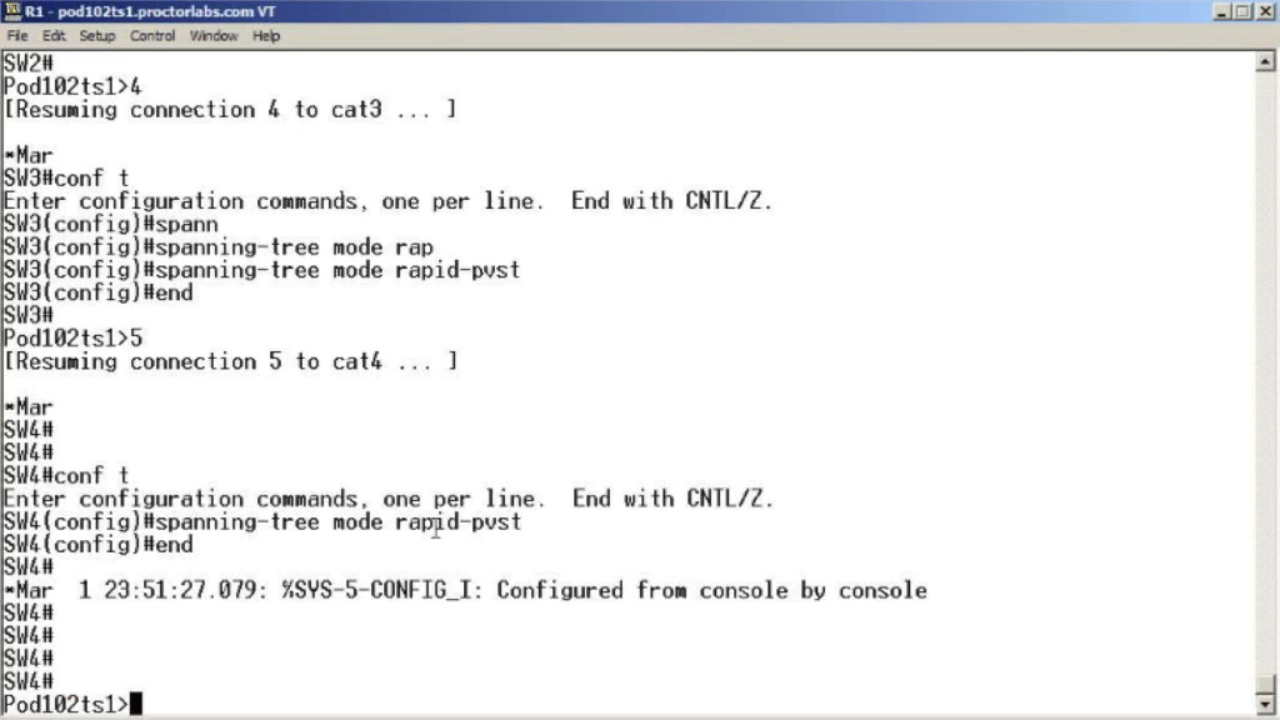 R1 - pod102ts1.proctorlabs.com VT
File Edit Setup Control Window Help
SW2#
Pod102ts1>4
[Resuming connection 4 to cat3 ... ]
*Mar
SW3#conf t
Enter configuration commands, one per line.  End with CNTL/Z.
SW3(config)#spann
SW3(config)#spanning-tree mode rap
SW3(config)#spanning-tree mode rapid-pvst
SW3(config)#end
SW3#
Pod102ts1>5
[Resuming connection 5 to cat4 ... ]
*Mar
SW4#
SW4#
SW4#conf t
Enter configuration commands, one per line.  End with CNTL/Z.
SW4(config)#spanning-tree mode rapid-pvst
SW4(config)#end
SW4#
*Mar  1 23:51:27.079: %SYS-5-CONFIG_I: Configured from console by console
SW4#
SW4#
SW4#
SW4#
Pod102ts1>